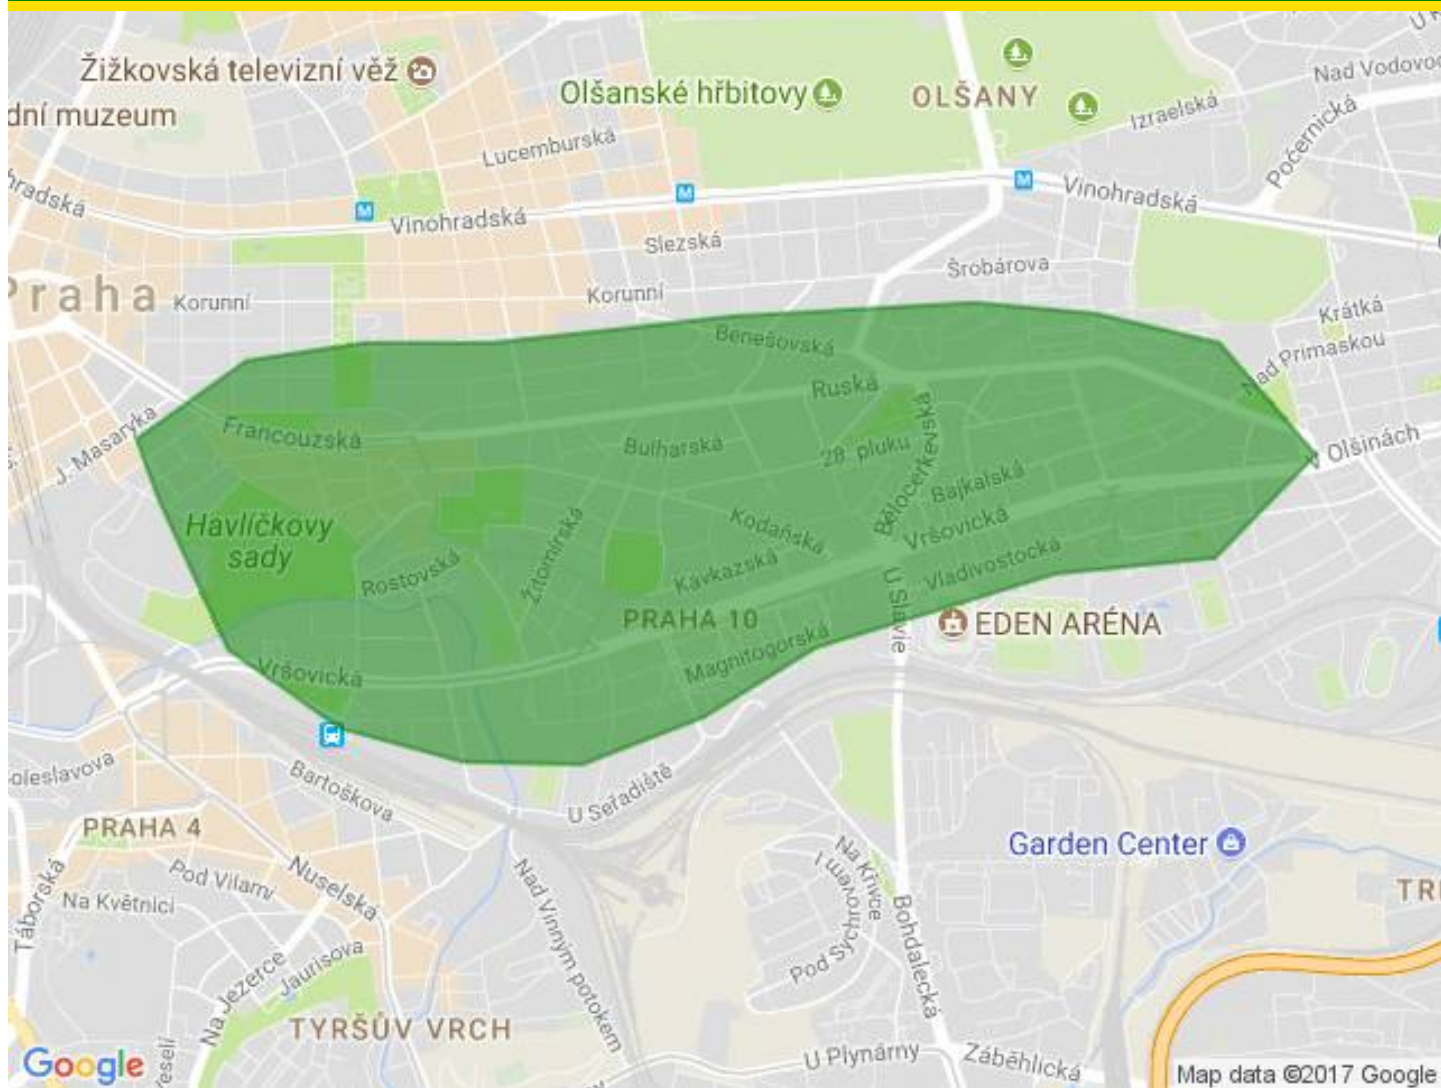 Žižkovská televizní věž
dní muzeum
Olšanské hřbitovy
OLŠANY
Nad Vodovo
Izraelská
Počernická
Lucemburská
hradská
Vinohradská
Vinohradská
Slezská
Šrobárova
Praha
Korunní
Korunní
Krátká
Nad Primaskou
Benešovská
Ruská
J. Masaryka
Francouzská
Bulharská
28. pluku
Bělocerkevská
V Olšinách
Bajkalská
Havlíčkovy
sady
Kodaňská
Vršovická
Žitomírská
Rostovská
Kavkazská
Vladivostocká
U Slavie
PRAHA 10
EDEN ARÉNA
Magnitogorská
Vršovická
oleslavova
Bartoškova
U Seřadiště
PRAHA 4
Garden Center
Na Křivce
Pod Vilami
Nuselská
Táborská
Na Květnici
Nad Vinným potokem
Pod Sychrovem I
Bohdalecká
TR
Na Jezerce
Jaurisova
TYRŠŮV VRCH
U Plynárny
Záběhlická
Google
veselí
Map data ©2017 Google